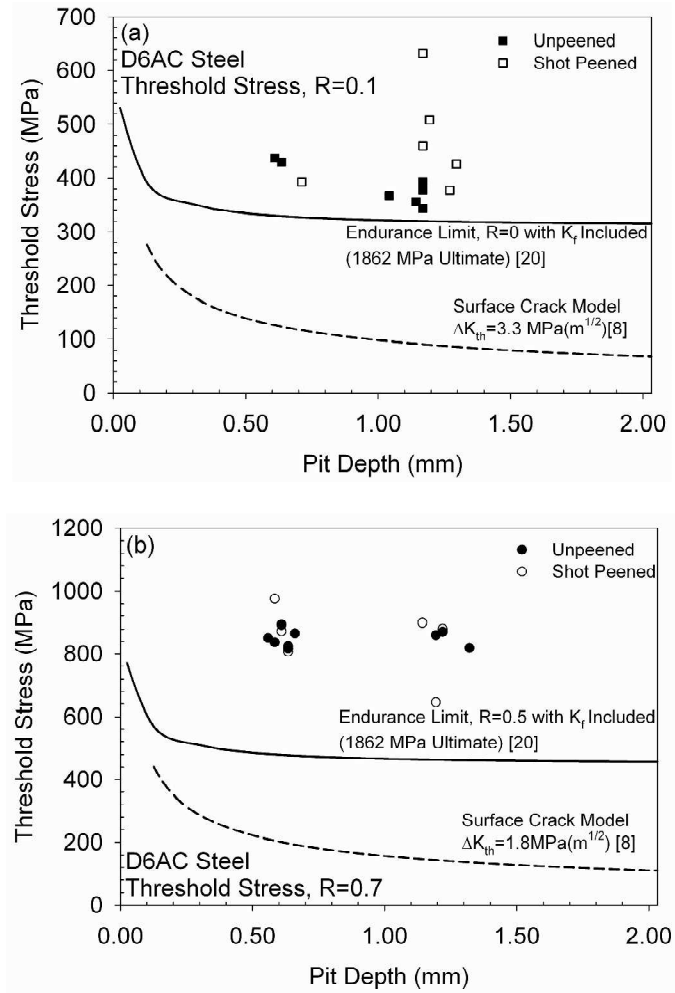 (a)
D6AC Steel
Threshold Stress, R=0.1
Unpeened
Shot Peened
700
600
500
400
300
200
100
0
Threshold Stress (MPa)
Endurance Limit, R=0 with Kf Included
(1862 MPa Ultimate) [20]
Surface Crack Model
ΔKth=3.3 MPa(m1/2)[8]
0.00 0.50 1.00 1.50 2.00
Pit Depth (mm)
(b)
Unpeened
Shot Peened
1200
1000
800
600
400
200
0
Threshold Stress (MPa)
Endurance Limit, R=0.5 with Kf Included
(1862 MPa Ultimate) [20]
Surface Crack Model
ΔKth=1.8MPa(m1/2) [8]
D6AC Steel
Threshold Stress, R=0.7
0.00 0.50 1.00 1.50 2.00
Pit Depth (mm)